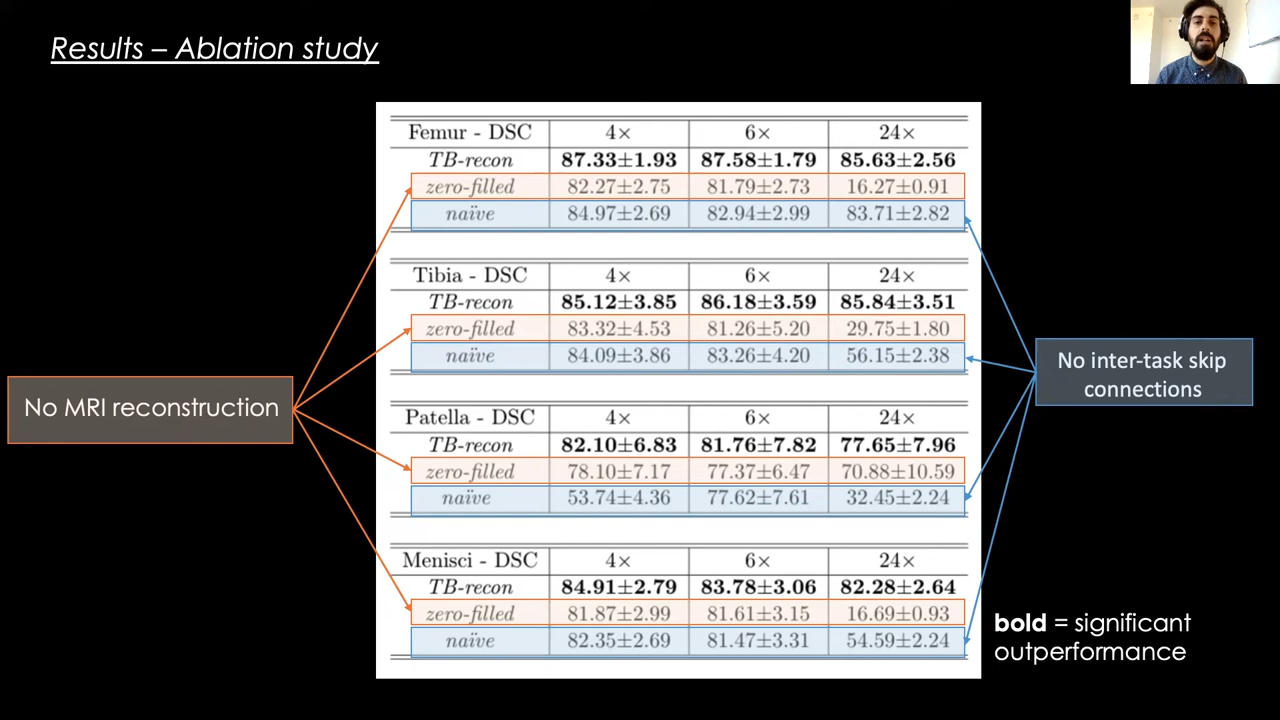 Results – Ablation study
Femur - DSC 4× 6× 24×
TB-recon 87.33±1.93 87.58±1.79 85.63±2.56
zero-filled 82.27±2.75 81.79±2.73 16.27±0.91
naïve 84.97±2.69 82.94±2.99 83.71±2.82
Tibia - DSC 4× 6× 24×
TB-recon 85.12±3.85 86.18±3.59 85.84±3.51
zero-filled 83.32±4.53 81.26±5.20 29.75±1.80
naïve 84.09±3.86 83.26±4.20 56.15±2.38
Patella - DSC 4× 6× 24×
TB-recon 82.10±6.83 81.76±7.82 77.65±7.96
zero-filled 78.10±7.17 77.37±6.47 70.88±10.59
naïve 53.74±4.36 77.62±7.61 32.45±2.24
Menisci - DSC 4× 6× 24×
TB-recon 84.91±2.79 83.78±3.06 82.28±2.64
zero-filled 81.87±2.99 81.61±3.15 16.69±0.93
naïve 82.35±2.69 81.47±3.31 54.59±2.24
No MRI reconstruction
No inter-task skip
connections
bold = significant
outperformance